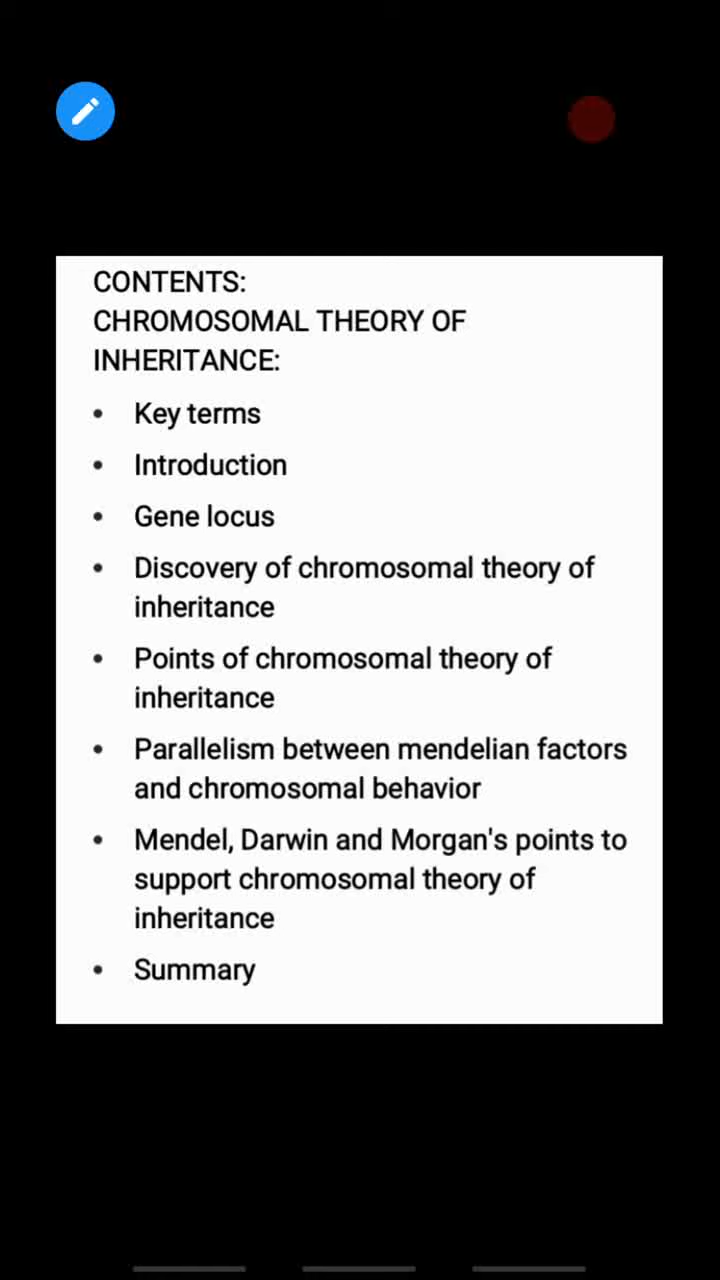 CONTENTS:
CHROMOSOMAL THEORY OF
INHERITANCE:
• Key terms
• Introduction
• Gene locus
• Discovery of chromosomal theory of
inheritance
• Points of chromosomal theory of
inheritance
• Parallelism between mendelian factors
and chromosomal behavior
• Mendel, Darwin and Morgan's points to
support chromosomal theory of
inheritance
• Summary